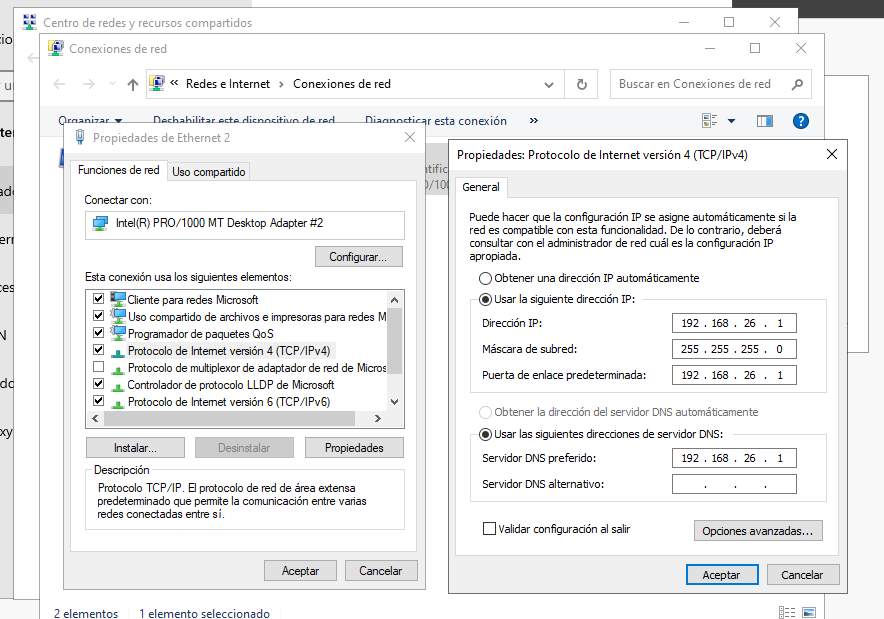 Centro de redes y recursos compartidos
Conexiones de red
Redes e Internet
Conexiones de red
Buscar en Conexiones de red
Organizar
Deshabilitar este dispositivo de red
Diagnosticar esta conexión
»
Propiedades de Ethernet 2
Funciones de red
Uso compartido
Conectar con:
Intel(R) PRO/1000 MT Desktop Adapter #2
Configurar...
Esta conexión usa los siguientes elementos:
Cliente para redes Microsoft
Uso compartido de archivos e impresoras para redes M
Programador de paquetes QoS
Protocolo de Internet versión 4 (TCP/IPv4)
Protocolo de multiplexor de adaptador de red de Micros
Controlador de protocolo LLDP de Microsoft
Protocolo de Internet versión 6 (TCP/IPv6)
Instalar...
Desinstalar
Propiedades
Descripción
Protocolo TCP/IP. El protocolo de red de área extensa
predeterminado que permite la comunicación entre varias
redes conectadas entre sí.
Aceptar
Cancelar
Propiedades: Protocolo de Internet versión 4 (TCP/IPv4)
General
Puede hacer que la configuración IP se asigne automáticamente si la
red es compatible con esta funcionalidad. De lo contrario, deberá
consultar con el administrador de red cuál es la configuración IP
apropiada.
Obtener una dirección IP automáticamente
Usar la siguiente dirección IP:
Dirección IP:
192 . 168 . 26 . 1
Máscara de subred:
255 . 255 . 255 . 0
Puerta de enlace predeterminada:
192 . 168 . 26 . 1
Obtener la dirección del servidor DNS automáticamente
Usar las siguientes direcciones de servidor DNS:
Servidor DNS preferido:
192 . 168 . 26 . 1
Servidor DNS alternativo:
. . .
Validar configuración al salir
Opciones avanzadas...
Aceptar
Cancelar
2 elementos
1 elemento seleccionado